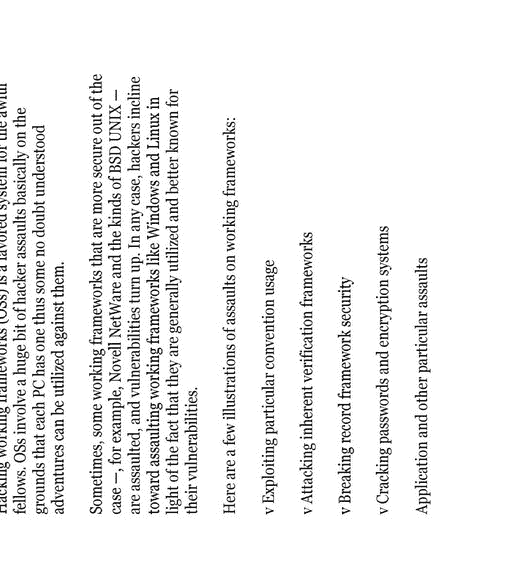 Hacking working frameworks (OSs) is a favored system for the awful
fellows. OSs involve a huge bit of hacker assaults basically on the
grounds that each PC has one thus some no doubt understood
adventures can be utilized against them.
Sometimes, some working frameworks that are more secure out of the
case —, for example, Novell NetWare and the kinds of BSD UNIX —
are assaulted, and vulnerabilities turn up. In any case, hackers incline
toward assaulting working frameworks like Windows and Linux in
light of the fact that they are generally utilized and better known for
their vulnerabilities.
Here are a few illustrations of assaults on working frameworks:
v Exploiting particular convention usage
v Attacking inherent verification frameworks
v Breaking record framework security
v Cracking passwords and encryption systems
Application and other particular assaults